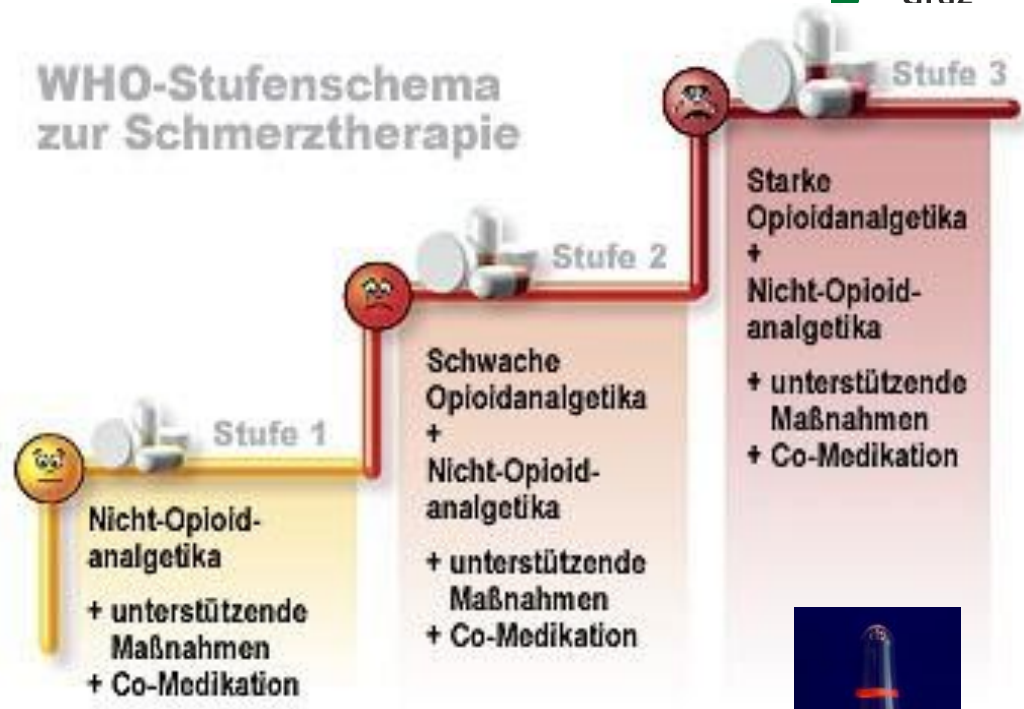 WHO-Stufenschema
zur Schmerztherapie
Stufe 1
Nicht-Opioid-
analgetika
+ unterstützende
Maßnahmen
+ Co-Medikation
Stufe 2
Schwache
Opioidanalgetika
+
Nicht-Opioid-
analgetika
+ unterstützende
Maßnahmen
+ Co-Medikation
Stufe 3
Starke
Opioidanalgetika
+
Nicht-Opioid-
analgetika
+ unterstützende
Maßnahmen
+ Co-Medikation